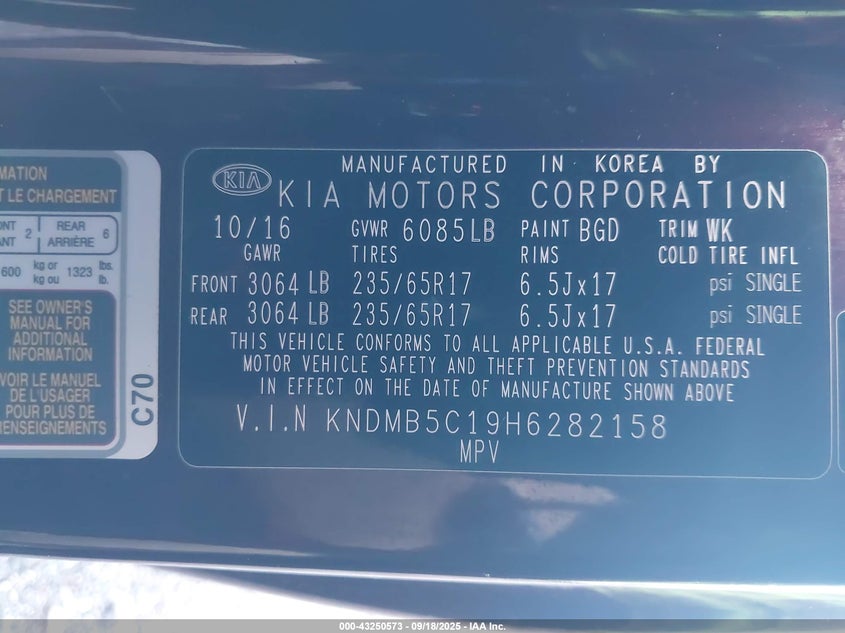 MATION
T LE CHARGEMENT
2 REAR 6
ARRIÈRE
600 kg or 1323 lbs.
kg ou lb.
SEE OWNER'S
MANUAL FOR
ADDITIONAL
INFORMATION
VOIR LE MANUEL
DE L'USAGER
POUR PLUS DE
RENSEIGNEMENTS
C70
KIA
MANUFACTURED IN KOREA BY
KIA MOTORS CORPORATION
10/16 GVWR 6085LB PAINT BGD TRIM WK
GAWR TIRES RIMS COLD TIRE INFL
FRONT 3064 LB 235/65R17 6.5Jx17 psi SINGLE
REAR 3064 LB 235/65R17 6.5Jx17 psi SINGLE
THIS VEHICLE CONFORMS TO ALL APPLICABLE U.S.A. FEDERAL
MOTOR VEHICLE SAFETY AND THEFT PREVENTION STANDARDS
IN EFFECT ON THE DATE OF MANUFACTURE SHOWN ABOVE
V.I.N KNDMB5C19H6282158
MPV
000-43250573 - 09/18/2025 - IAA Inc.